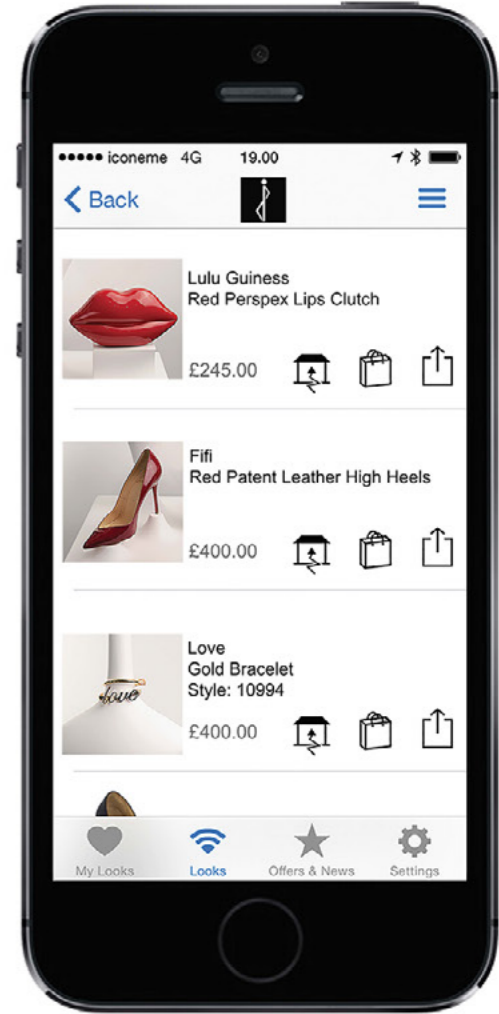 iconeme 4G 19.00
Back
Lulu Guiness
Red Perspex Lips Clutch
£245.00
Fifi
Red Patent Leather High Heels
£400.00
love
Love
Gold Bracelet
Style: 10994
£400.00
My Looks Looks Offers & News Settings